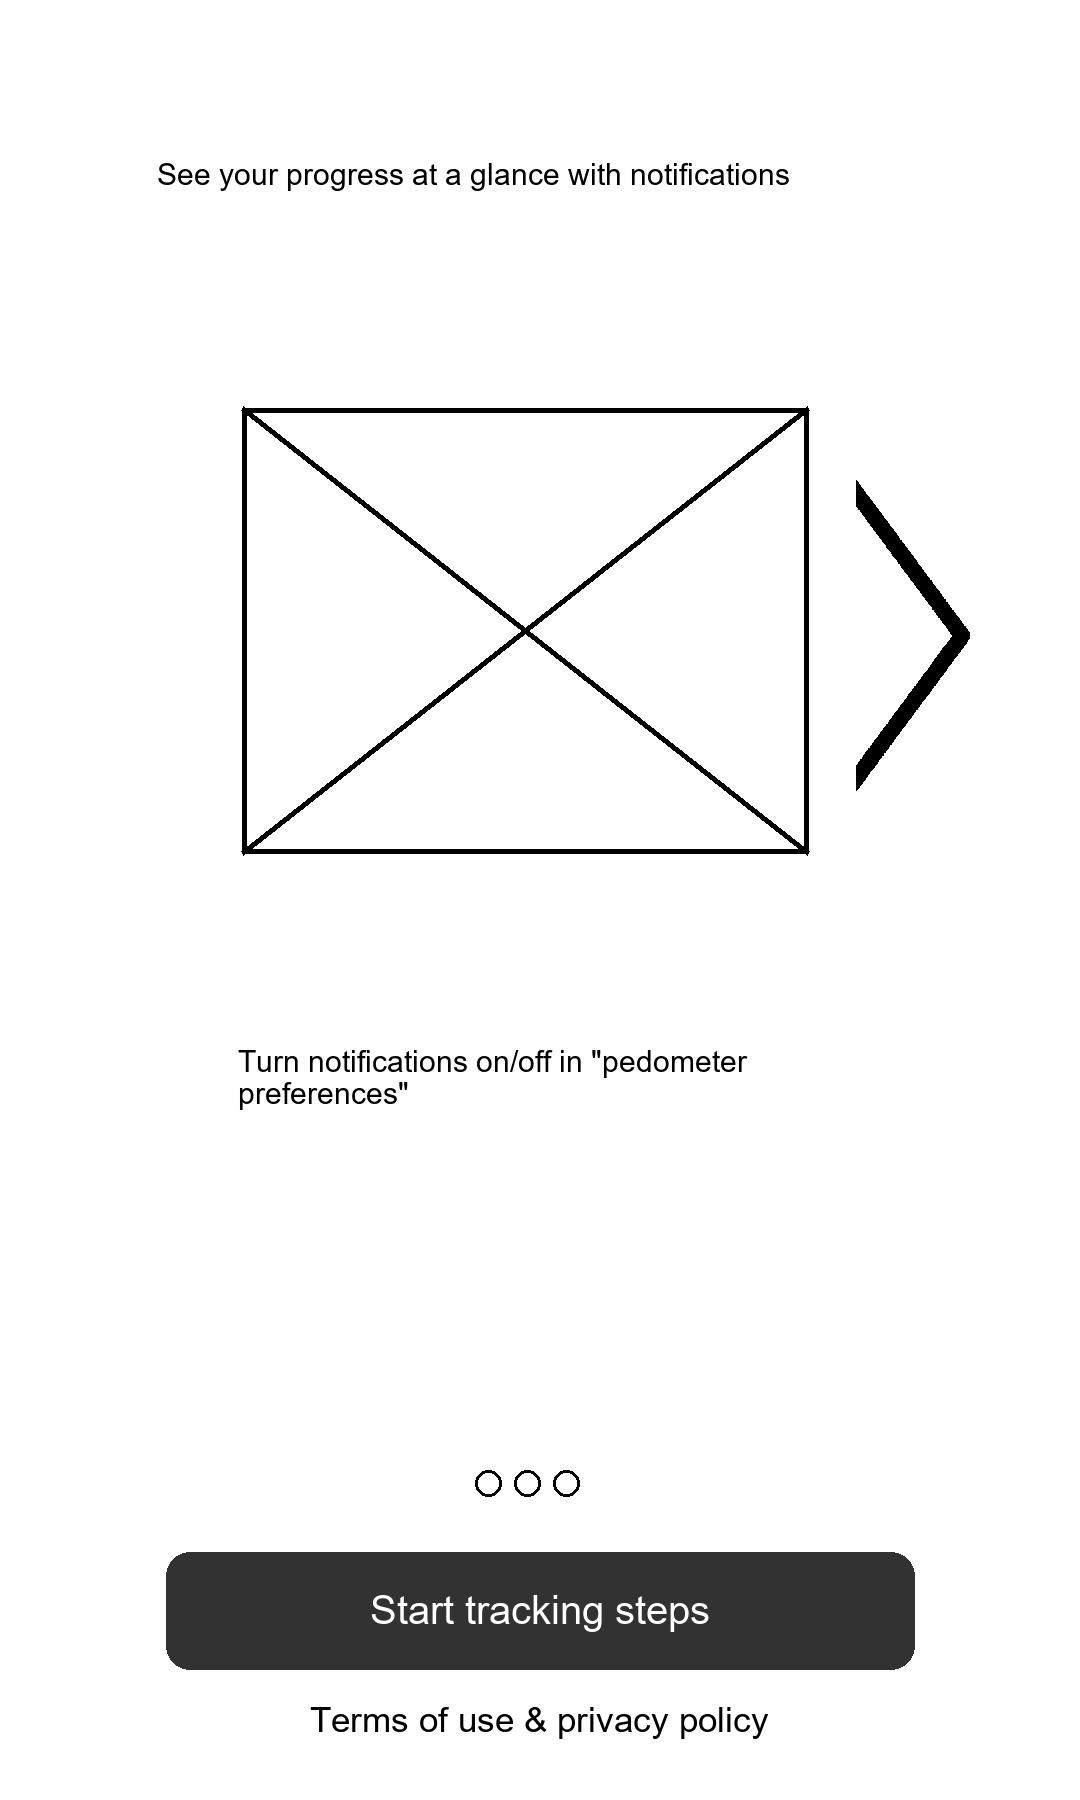 See your progress at a glance with notifications
Turn notifications on/off in "pedometer
preferences"
Start tracking steps
Terms of use & privacy policy